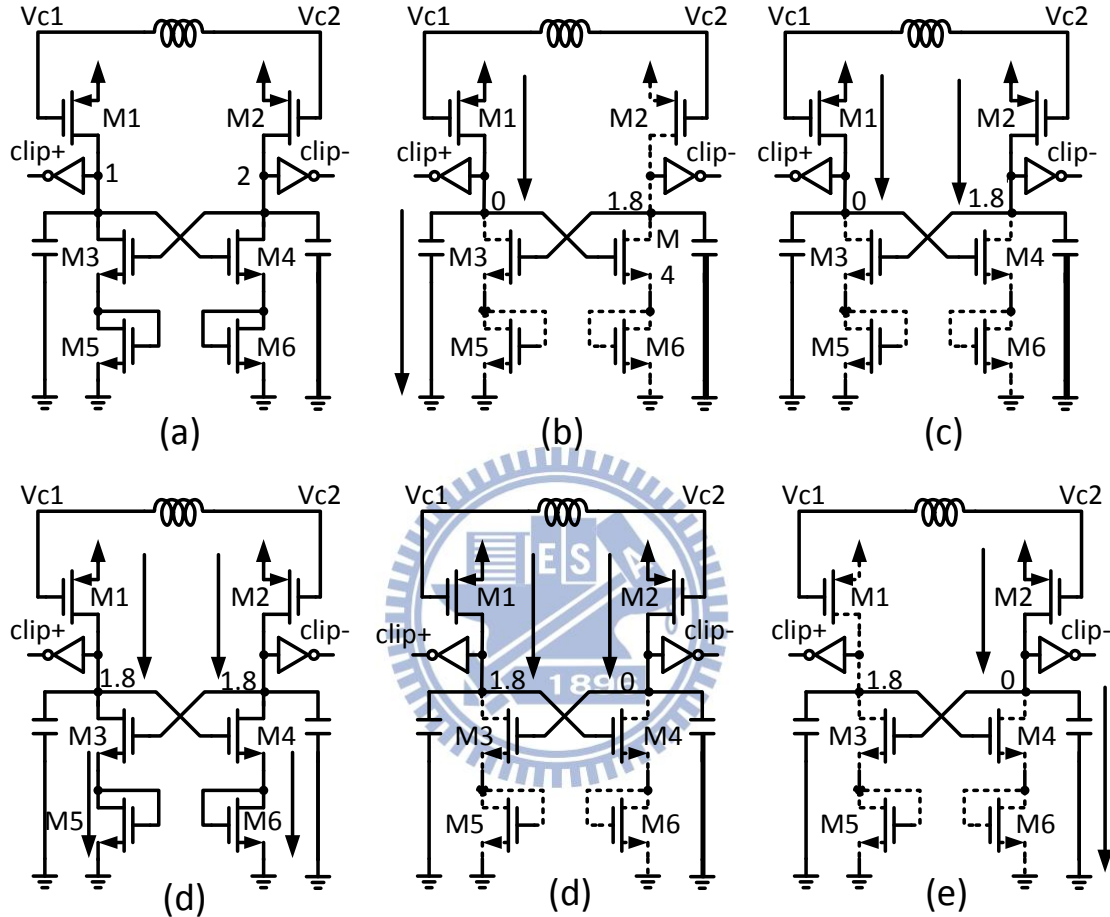 Vc1 Vc2 Vc1 Vc2 Vc1 Vc2
M1 M2 M1 M2 M1 M2
clip+ clip- clip+ clip- clip+ clip-
1 2 0 1.8 0 1.8
M3 M4 M3 M 4 M3 M4
M5 M6 M5 M6 M5 M6
(a) (b) (c)
Vc1 Vc2 Vc1 Vc2 Vc1 Vc2
E S A
M1 M2 M1 M2 M1 M2
clip+ clip- clip+ clip- clip+ clip-
1.8 1.8 1.8 0 1.8 0
1896
M3 M4 M3 M4 M3 M4
M5 M6 M5 M6 M5 M6
(d) (d) (e)